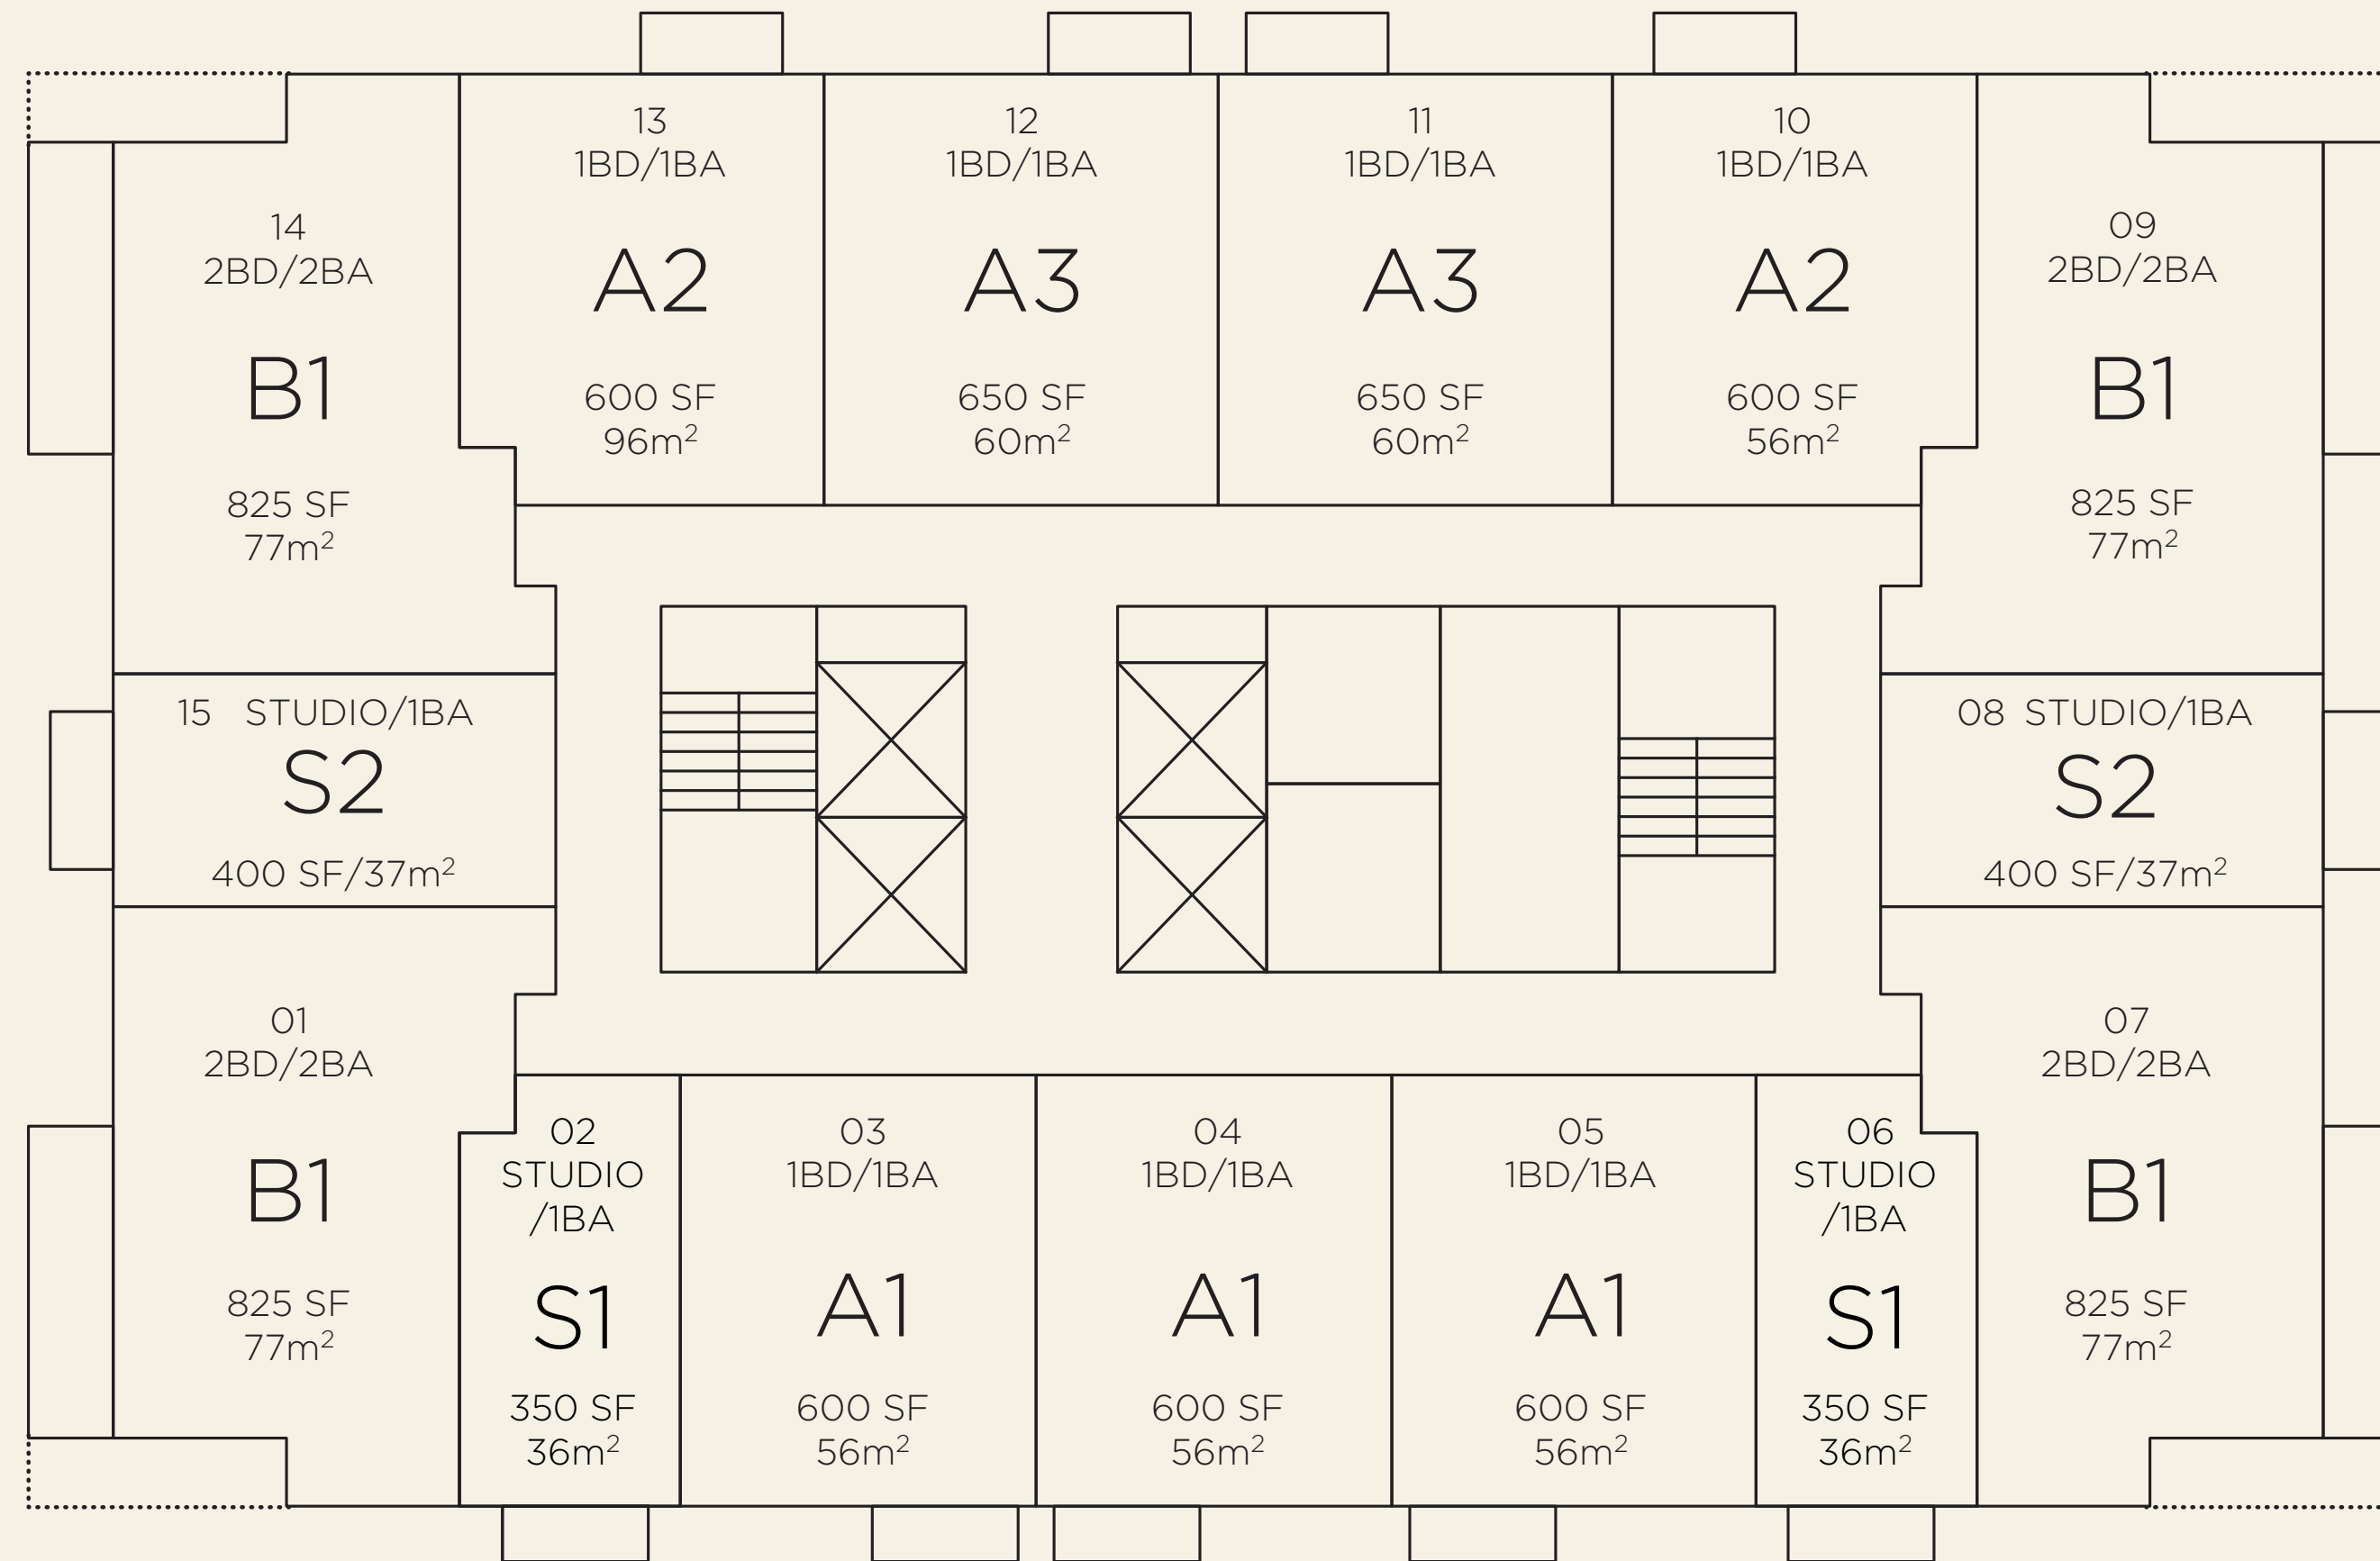 13
1BD/1BA
A2
600 SF
96m²
12
1BD/1BA
A3
650 SF
60m²
11
1BD/1BA
A3
650 SF
60m²
10
1BD/1BA
A2
600 SF
56m²
14
2BD/2BA
B1
825 SF
77m²
09
2BD/2BA
B1
825 SF
77m²
15 STUDIO/1BA
S2
400 SF/37m²
08 STUDIO/1BA
S2
400 SF/37m²
01
2BD/2BA
B1
825 SF
77m²
02
STUDIO
/1BA
S1
350 SF
36m²
03
1BD/1BA
A1
600 SF
56m²
04
1BD/1BA
A1
600 SF
56m²
05
1BD/1BA
A1
600 SF
56m²
06
STUDIO
/1BA
S1
350 SF
36m²
07
2BD/2BA
B1
825 SF
77m²